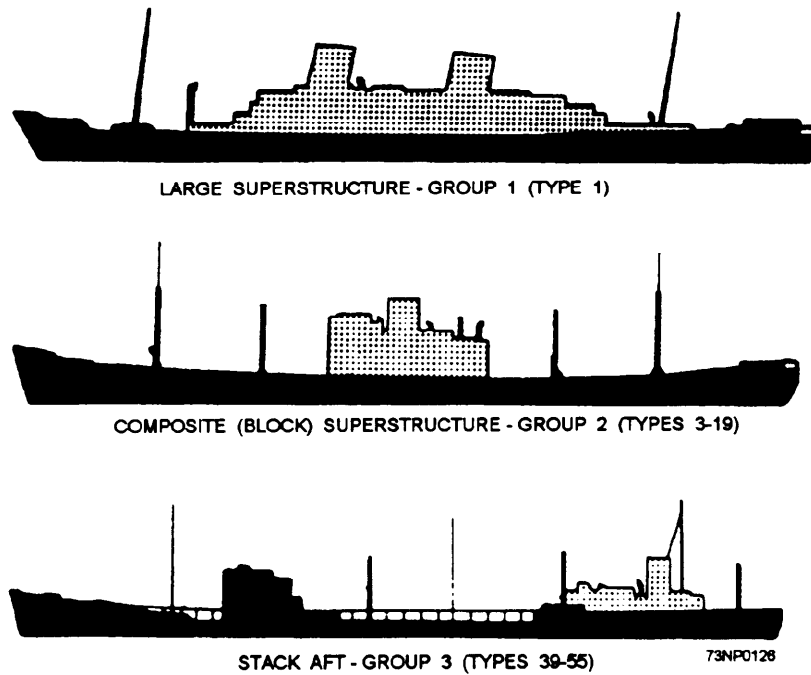 LARGE SUPERSTRUCTURE - GROUP 1 (TYPE 1)
COMPOSITE (BLOCK) SUPERSTRUCTURE - GROUP 2 (TYPES 3-19)
STACK AFT - GROUP 3 (TYPES 39-55)
73NP0126